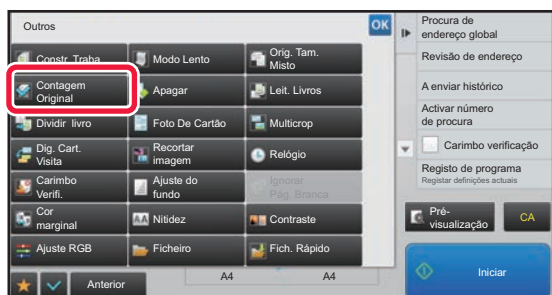 Outros
OK
Constr. Traba
Modo Lento
Orig. Tam.
Misto
Contagem
Original
Apagar
Leit. Livros
Dividir livro
Foto De Cartão
Multicrop
Dig. Cart.
Visita
Recortar
imagem
Relógio
Carimbo
Verifi.
Ajuste do
fundo
Ignorar
Pág. Branca
Cor
marginal
AA Nitidez
Contraste
Ajuste RGB
Ficheiro
Fich. Rápido
Anterior
A4
A4
Procura de
endereço global
Revisão de endereço
A enviar histórico
Activar número
de procura
Carimbo verificação
Registo de programa
Registar definições actuais
Pré-
visualização
CA
Iniciar